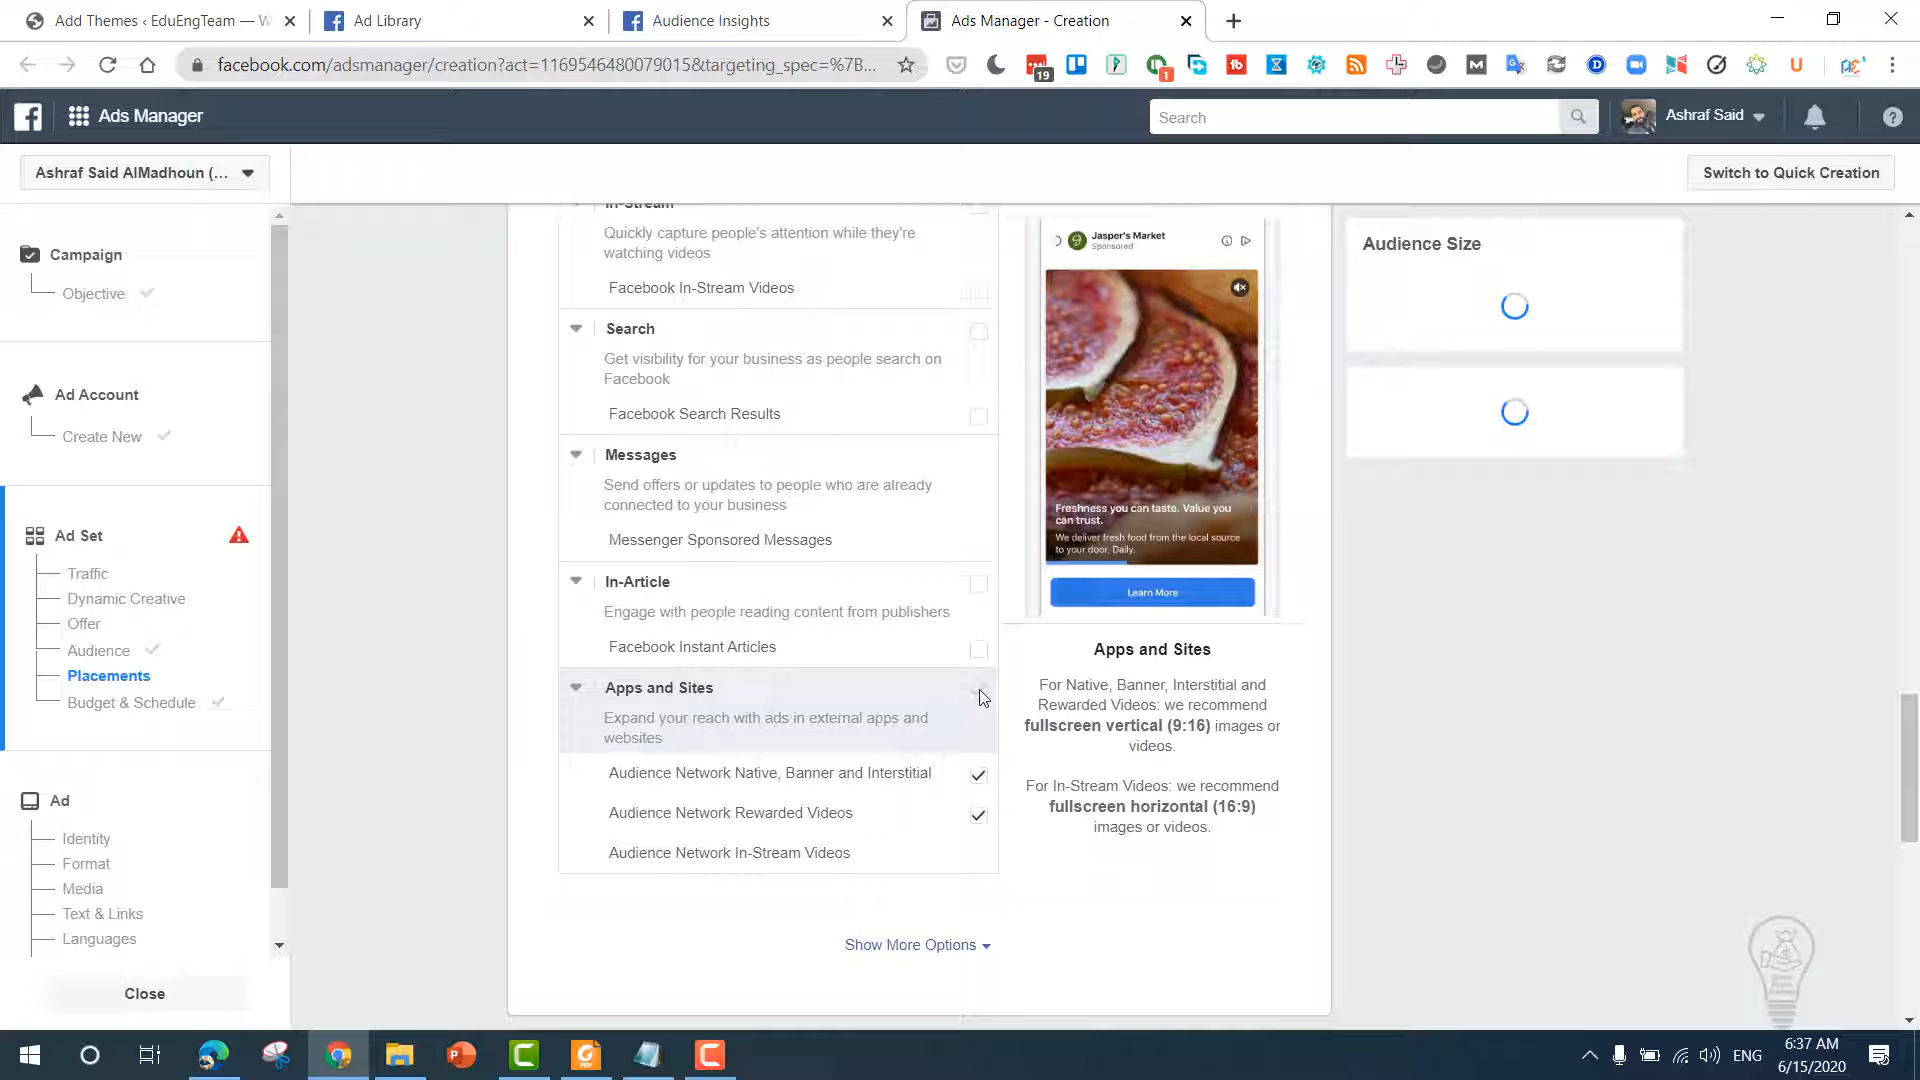 Add Themes ‹ EduEngTeam — W
Ad Library
Audience Insights
Ads Manager - Creation
facebook.com/adsmanager/creation?act=1169546480079015&targeting_spec=%7B...
19
1
Ads Manager
Search
Ashraf Said
Ashraf Said AlMadhoun (...
Switch to Quick Creation
Campaign
Objective
Ad Account
Create New
Ad Set
Traffic
Dynamic Creative
Offer
Audience
Placements
Budget & Schedule
Ad
Identity
Format
Media
Text & Links
Languages
Close
In-Stream
Quickly capture people's attention while they're
watching videos
Facebook In-Stream Videos
Search
Get visibility for your business as people search on
Facebook
Facebook Search Results
Messages
Send offers or updates to people who are already
connected to your business
Messenger Sponsored Messages
In-Article
Engage with people reading content from publishers
Facebook Instant Articles
Apps and Sites
Expand your reach with ads in external apps and
websites
Audience Network Native, Banner and Interstitial
Audience Network Rewarded Videos
Audience Network In-Stream Videos
Show More Options
Jasper's Market
Sponsored
Freshness you can taste. Value you
can trust.
We deliver fresh food from the local source
to your door. Daily.
Learn More
Apps and Sites
For Native, Banner, Interstitial and
Rewarded Videos: we recommend
fullscreen vertical (9:16) images or
videos.
For In-Stream Videos: we recommend
fullscreen horizontal (16:9)
images or videos.
Audience Size
ENG
6:37 AM
6/15/2020